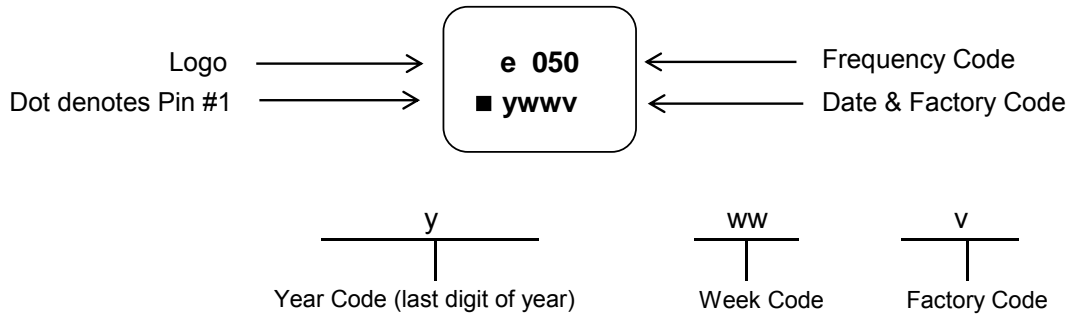 Logo
e 050
Frequency Code
Dot denotes Pin #1
■ ywwv
Date & Factory Code
y
ww
v
Year Code (last digit of year)
Week Code
Factory Code